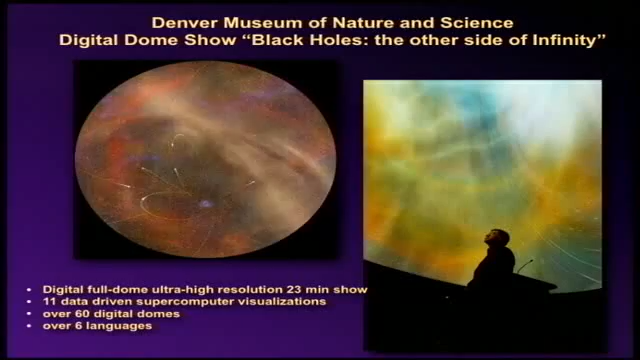 Denver Museum of Nature and Science
Digital Dome Show “Black Holes: the other side of Infinity”
• Digital full-dome ultra-high resolution 23 min show
• 11 data driven supercomputer visualizations
• over 60 digital domes
• over 6 languages